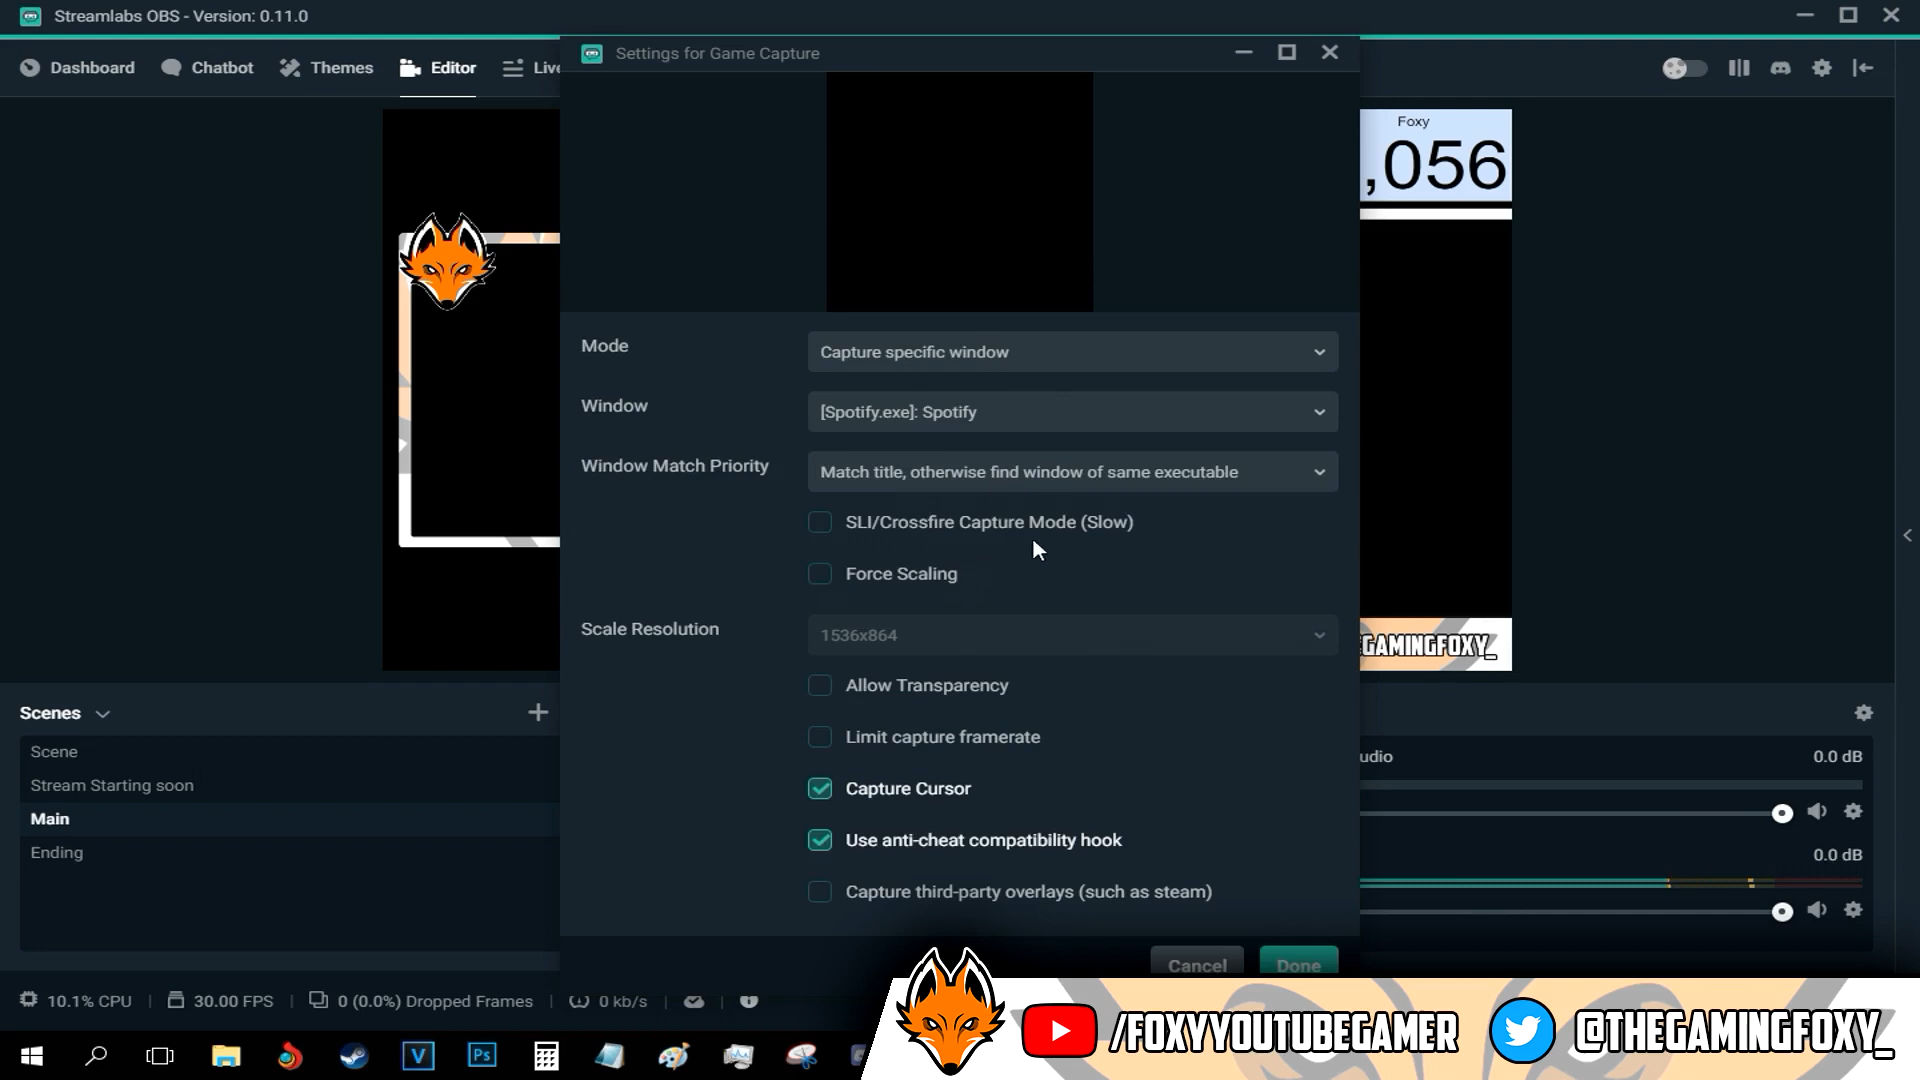 Streamlabs OBS - Version: 0.11.0
Settings for Game Capture
Dashboard
Chatbot
Themes
Editor
Live
Foxy
,056
Mode
Capture specific window
Window
[Spotify.exe]: Spotify
Window Match Priority
Match title, otherwise find window of same executable
SLI/Crossfire Capture Mode (Slow)
Force Scaling
Scale Resolution
1536x864
GAMINGFOXY_
Allow Transparency
Limit capture framerate
Capture Cursor
Use anti-cheat compatibility hook
Capture third-party overlays (such as steam)
Cancel
Done
Scenes
Scene
Stream Starting soon
Main
Ending
udio
0.0 dB
0.0 dB
10.1% CPU
30.00 FPS
0 (0.0%) Dropped Frames
0 kb/s
V
Ps
/FOXYYOUTUBEGAMER
@THEGAMINGFOXY_